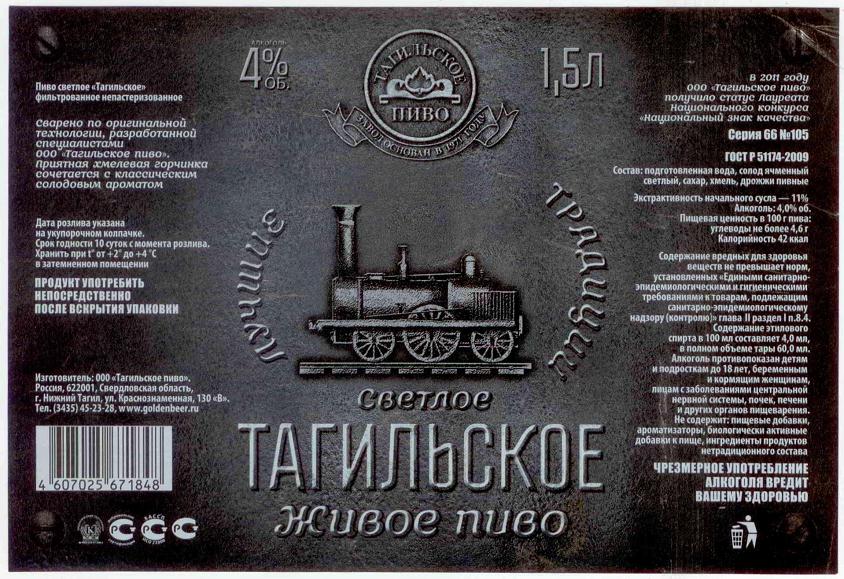 Пиво светлое «Тагильское»
фильтрованное непастеризованное
Сварено по оригинальной
технологии, разработанной
специалистами
ООО «Тагильское пиво».
Приятная хмелевая горчинка
сочетается с классическим
солодовым ароматом
Дата розлива указана
на укупорочном колпачке.
Срок годности 10 суток с момента розлива.
Хранить при t° от +2° до +4 °С
в затемненном помещении
ПРОДУКТ УПОТРЕБИТЬ
НЕПОСРЕДСТВЕННО
ПОСЛЕ ВСКРЫТИЯ УПАКОВКИ
Изготовитель: ООО «Тагильское пиво».
Россия, 622001, Свердловская область,
г. Нижний Тагил, ул. Краснознаменная, 130 «В».
Тел. (3435) 45-23-28, www.goldenbeer.ru
4 607025 671848
АЛКОГОЛЬ
4% ОБ.
ТАГИЛЬСКОЕ
ПИВО
ЗАВОД ОСНОВАН В 1971 ГОДУ
1,5Л
ЛУЧШИЕ
ТРАДИЦИИ
Светлое
ТАГИЛЬСКОЕ
Живое пиво
В 2011 году
ООО «Тагильское пиво»
получило статус Лауреата
Национального конкурса
«Национальный знак качества»
Серия 66 №105
ГОСТ Р 51174-2009
Состав: подготовленная вода, солод ячменный
светлый, сахар, хмель, дрожжи пивные
Экстрактивность начального сусла — 11%
Алкоголь: 4,0% об.
Пищевая ценность в 100 г пива:
углеводы не более 4,6 г
Калорийность 42 ккал
Содержание вредных для здоровья
веществ не превышает норм,
установленных «Едиными санитарно-
эпидемиологическими и гигиеническими
требованиями к товарам, подлежащим
санитарно-эпидемиологическому
надзору (контролю)» глава II раздел I п.8.4.
Содержание этилового
спирта в 100 мл составляет 4,0 мл,
в полном объеме тары 60,0 мл.
Алкоголь противопоказан детям
и подросткам до 18 лет, беременным
и кормящим женщинам,
лицам с заболеваниями центральной
нервной системы, почек, печени
и других органов пищеварения.
Не содержит: пищевые добавки,
ароматизаторы, биологически активные
добавки к пище, ингредиенты продуктов
нетрадиционного состава
ЧРЕЗМЕРНОЕ УПОТРЕБЛЕНИЕ
АЛКОГОЛЯ ВРЕДИТ
ВАШЕМУ ЗДОРОВЬЮ